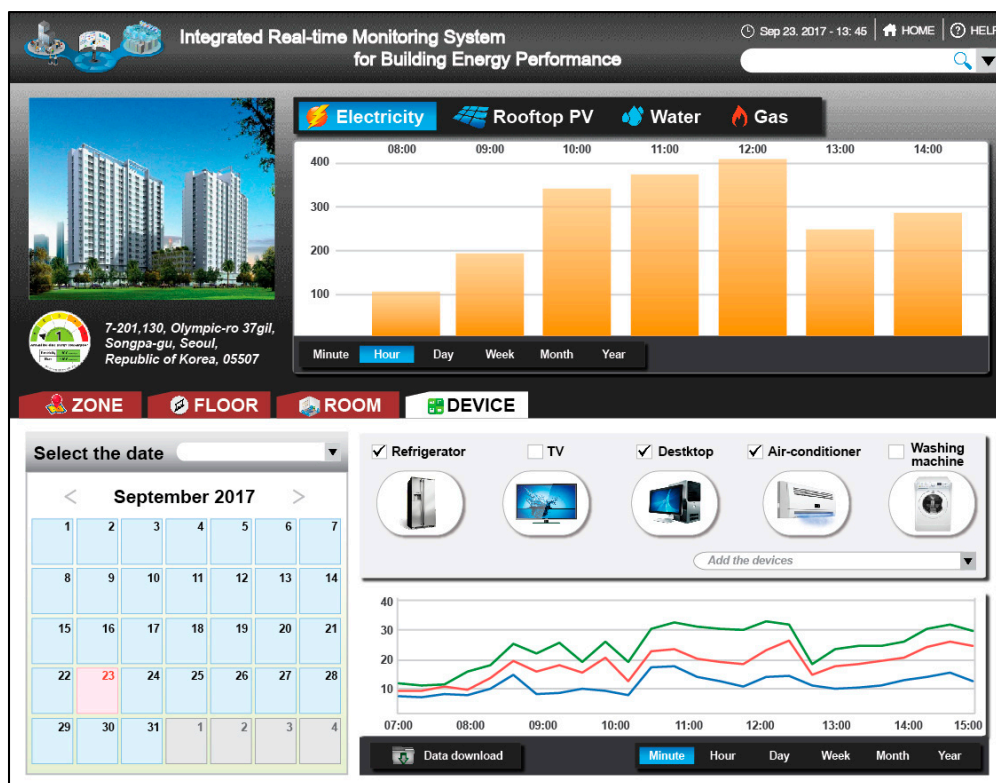 Integrated Real-time Monitoring System
for Building Energy Performance
Sep 23. 2017 - 13: 45
HOME
? HELP
Electricity
Rooftop PV
Water
Gas
08:00 09:00 10:00 11:00 12:00 13:00 14:00
400
300
200
100
Minute Hour Day Week Month Year
1
7-201,130, Olympic-ro 37gil,
Songpa-gu, Seoul,
Republic of Korea, 05507
ZONE
FLOOR
ROOM
DEVICE
Select the date
< September 2017 >
1 2 3 4 5 6 7
8 9 10 11 12 13 14
15 16 17 18 19 20 21
22 23 24 25 26 27 28
29 30 31 1 2 3 4
Refrigerator
TV
Destktop
Air-conditioner
Washing
machine
Add the devices
40
30
20
10
07:00 08:00 09:00 10:00 11:00 12:00 13:00 14:00 15:00
Data download
Minute Hour Day Week Month Year